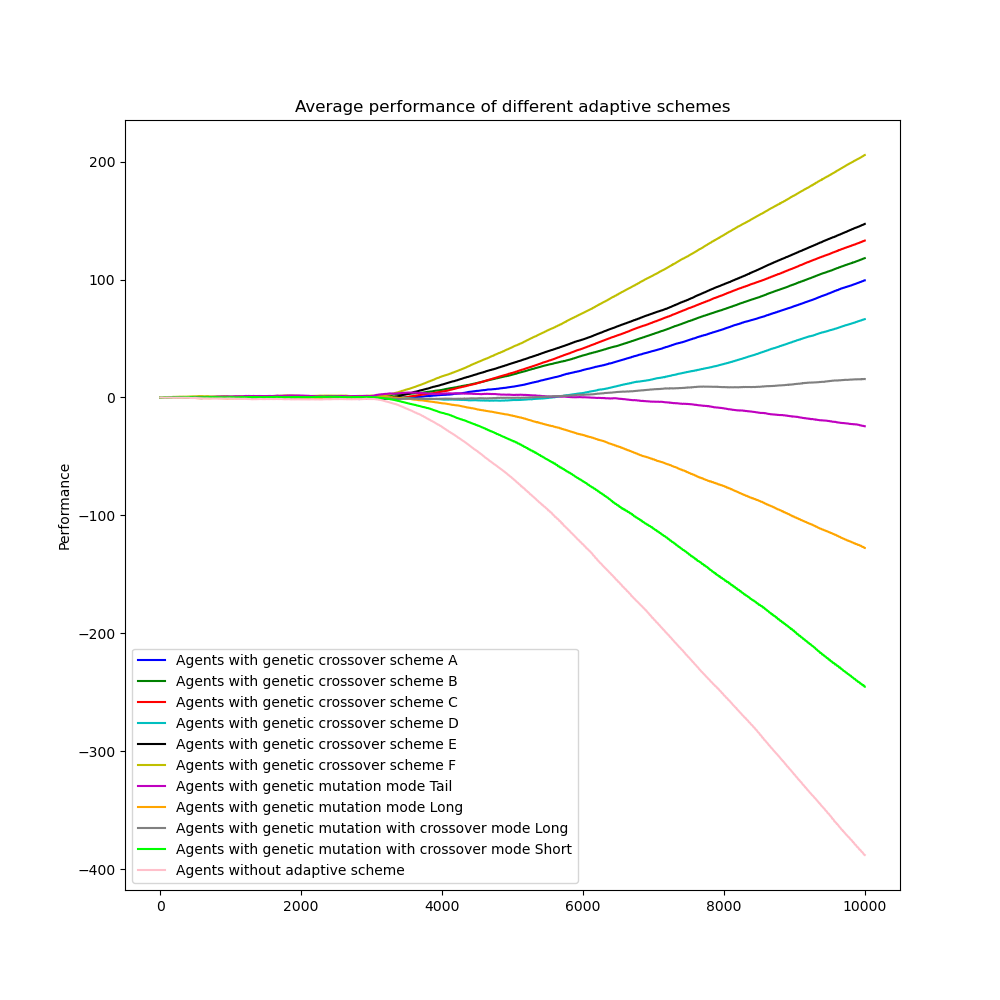 Average performance of different adaptive schemes
Performance
200
100
0
−100
−200
−300
−400
Agents with genetic crossover scheme A
Agents with genetic crossover scheme B
Agents with genetic crossover scheme C
Agents with genetic crossover scheme D
Agents with genetic crossover scheme E
Agents with genetic crossover scheme F
Agents with genetic mutation mode Tail
Agents with genetic mutation mode Long
Agents with genetic mutation with crossover mode Long
Agents with genetic mutation with crossover mode Short
Agents without adaptive scheme
0 2000 4000 6000 8000 10000